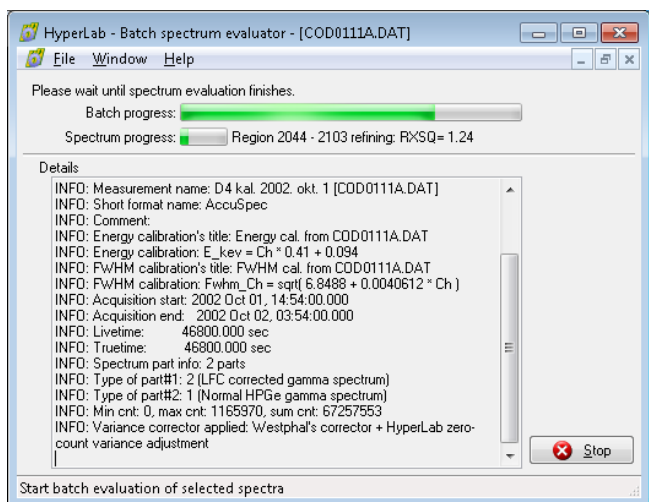 HyperLab - Batch spectrum evaluator - [COD0111A.DAT]
File Window Help
Please wait until spectrum evaluation finishes.
Batch progress:
Spectrum progress: Region 2044 - 2103 refining: RXSQ= 1.24
Details
INFO: Measurement name: D4 kal. 2002. okt. 1 [COD0111A.DAT]
INFO: Short format name: AccuSpec
INFO: Comment:
INFO: Energy calibration's title: Energy cal. from COD0111A.DAT
INFO: Energy calibration: E_kev = Ch * 0.41 + 0.094
INFO: FWHM calibration's title: FWHM cal. from COD0111A.DAT
INFO: FWHM calibration: Fwhm_Ch = sqrt( 6.8488 + 0.0040612 * Ch )
INFO: Acquisition start: 2002 Oct 01, 14:54:00.000
INFO: Acquisition end: 2002 Oct 02, 03:54:00.000
INFO: Livetime: 46800.000 sec
INFO: Truetime: 46800.000 sec
INFO: Spectrum part info: 2 parts
INFO: Type of part#1: 2 (LFC corrected gamma spectrum)
INFO: Type of part#2: 1 (Normal HPGe gamma spectrum)
INFO: Min cnt: 0, max cnt: 1165970, sum cnt: 67257553
INFO: Variance corrector applied: Westphal's corrector + HyperLab zero-
count variance adjustment
Stop
Start batch evaluation of selected spectra